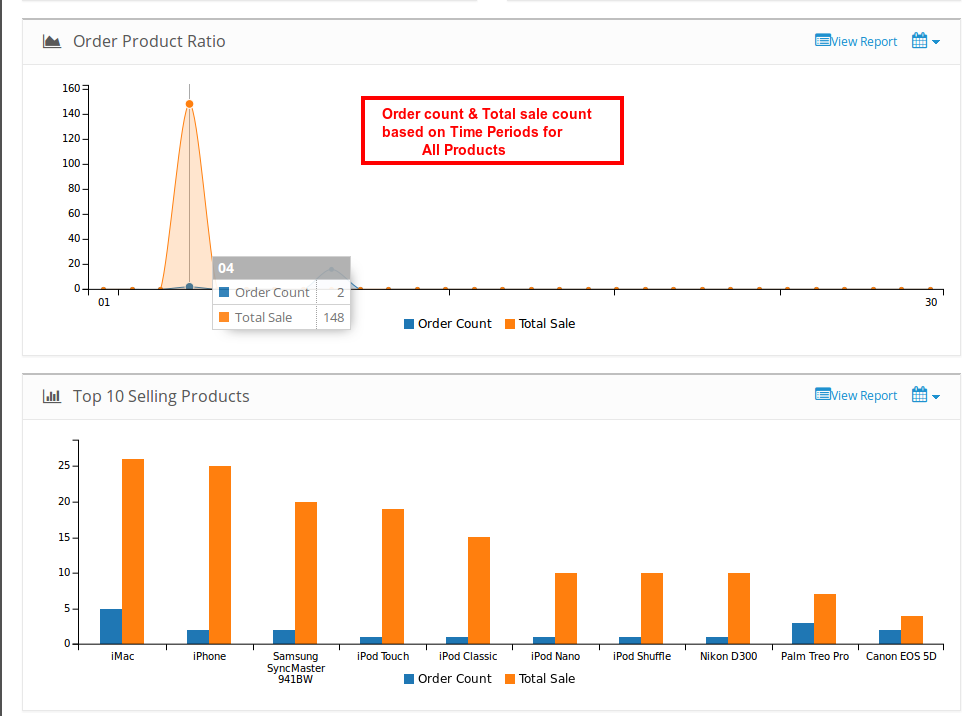 Order Product Ratio
View Report
Order count & Total sale count
based on Time Periods for
All Products
160
140
120
100
80
60
40
20
0
04
Order Count 2
Total Sale 148
01
30
Order Count Total Sale
Top 10 Selling Products
View Report
25
20
15
10
5
0
iMac iPhone Samsung iPod Touch iPod Classic iPod Nano iPod Shuffle Nikon D300 Palm Treo Pro Canon EOS 5D
SyncMaster
941BW
Order Count Total Sale